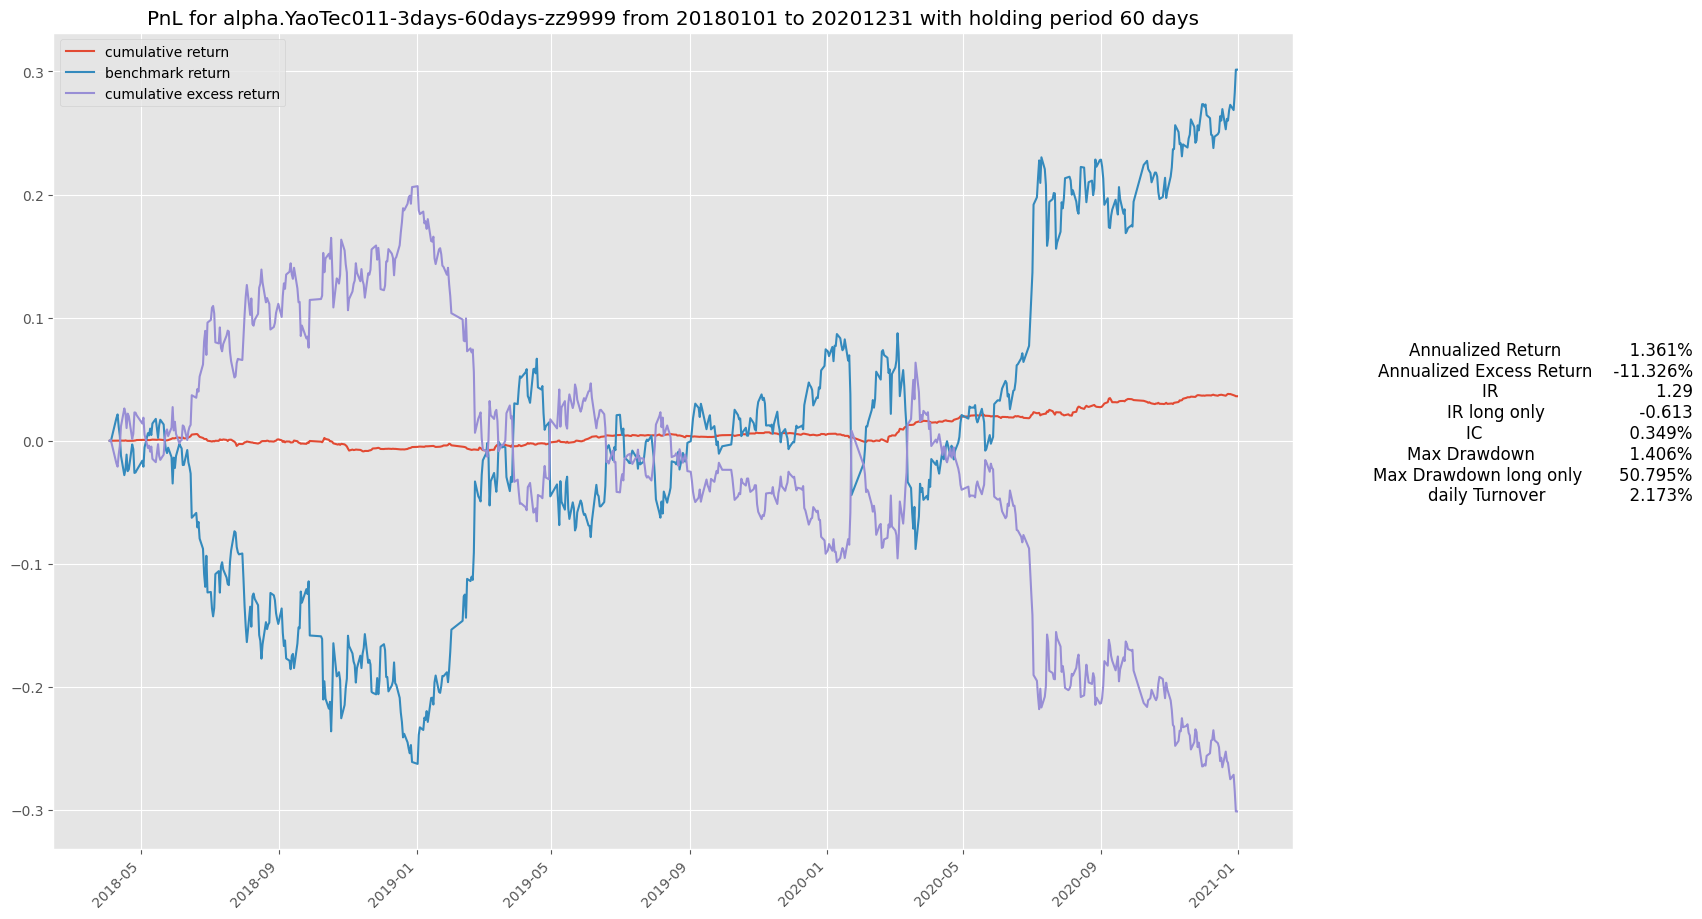 PnL for alpha.YaoTec011-3days-60days-zz9999 from 20180101 to 20201231 with holding period 60 days
cumulative return
benchmark return
cumulative excess return
0.3
0.2
0.1
0.0
−0.1
−0.2
−0.3
2018-05
2018-09
2019-01
2019-05
2019-09
2020-01
2020-05
2020-09
2021-01
Annualized Return 1.361%
Annualized Excess Return -11.326%
IR 1.29
IR long only -0.613
IC 0.349%
Max Drawdown 1.406%
Max Drawdown long only 50.795%
daily Turnover 2.173%